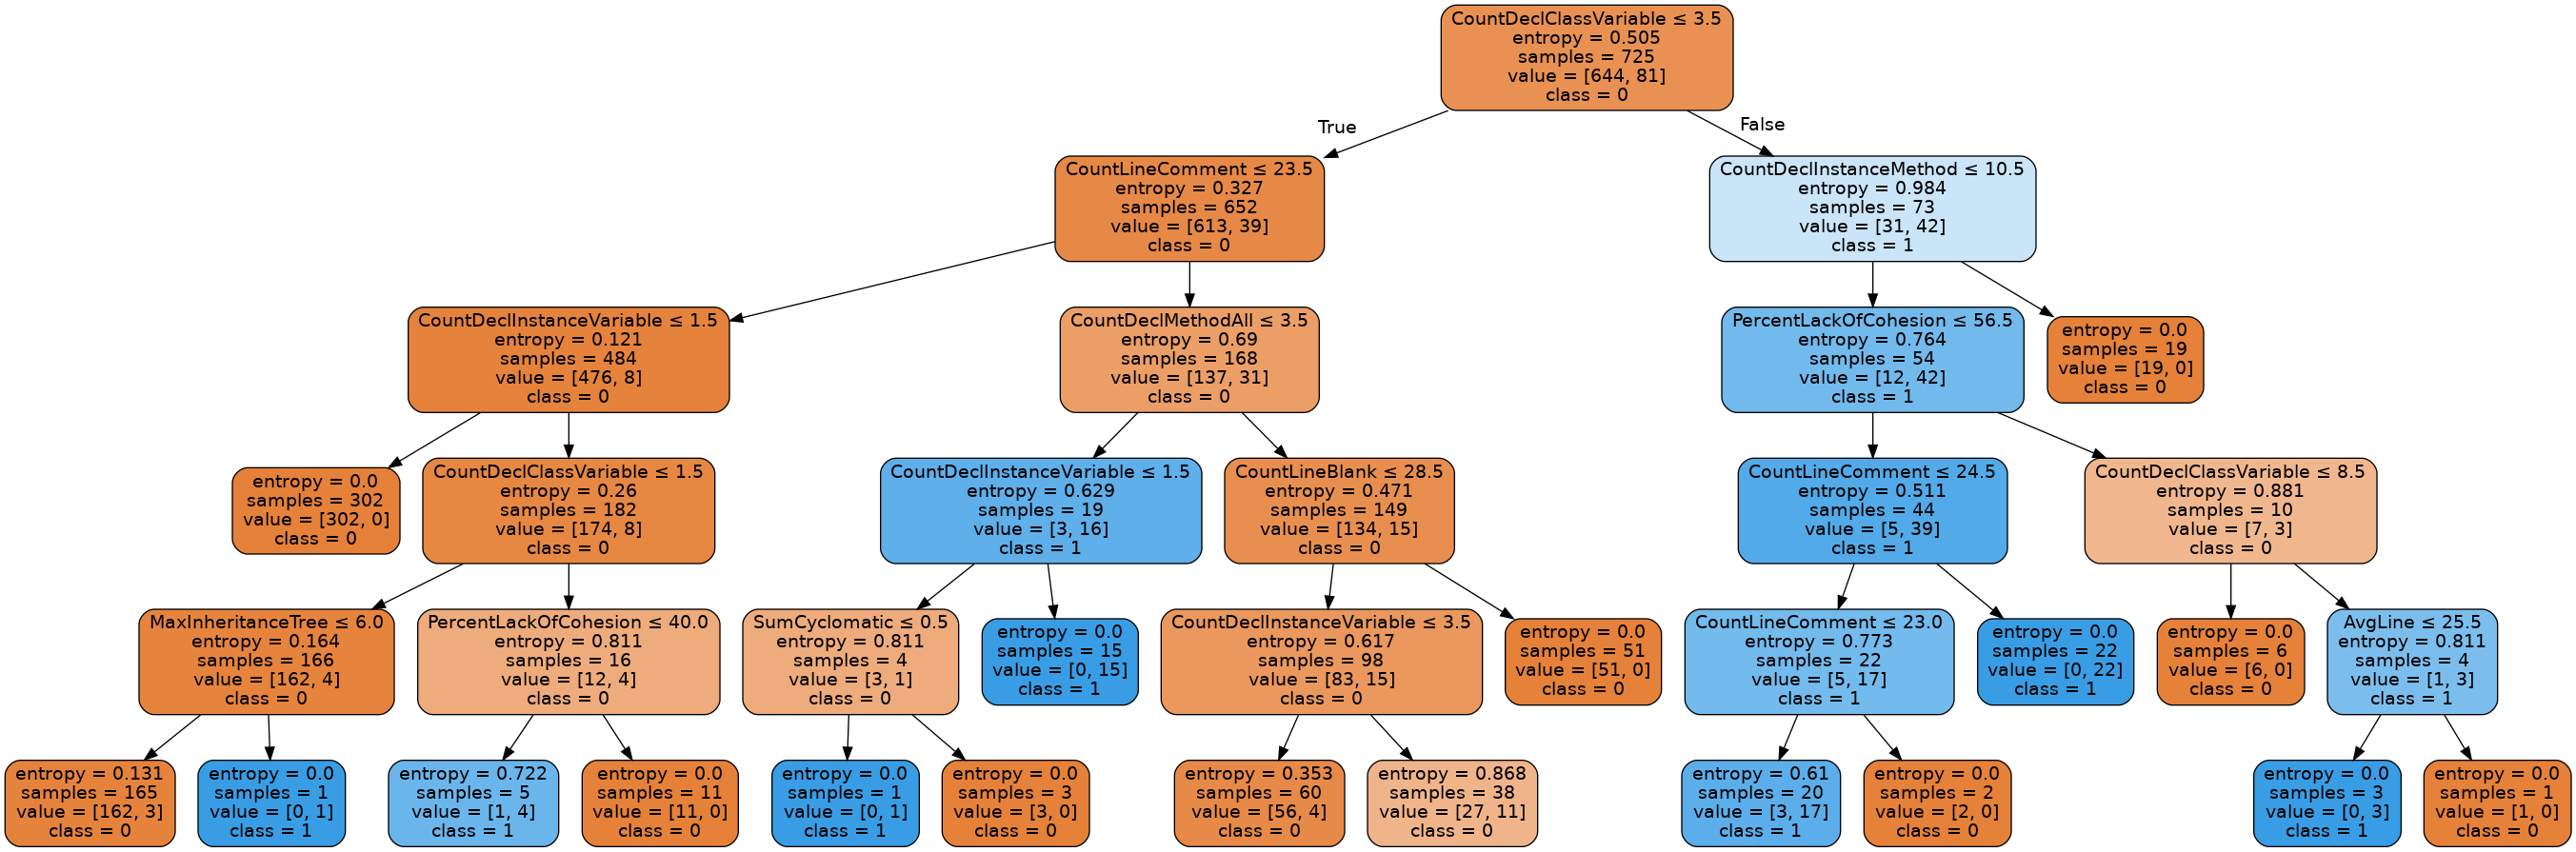 CountDeclClassVariable ≤ 3.5
entropy = 0.505
samples = 725
value = [644, 81]
class = 0
True
False
CountLineComment ≤ 23.5
entropy = 0.327
samples = 652
value = [613, 39]
class = 0
CountDeclInstanceMethod ≤ 10.5
entropy = 0.984
samples = 73
value = [31, 42]
class = 1
CountDeclInstanceVariable ≤ 1.5
entropy = 0.121
samples = 484
value = [476, 8]
class = 0
CountDeclMethodAll ≤ 3.5
entropy = 0.69
samples = 168
value = [137, 31]
class = 0
PercentLackOfCohesion ≤ 56.5
entropy = 0.764
samples = 54
value = [12, 42]
class = 1
entropy = 0.0
samples = 19
value = [19, 0]
class = 0
entropy = 0.0
samples = 302
value = [302, 0]
class = 0
CountDeclClassVariable ≤ 1.5
entropy = 0.26
samples = 182
value = [174, 8]
class = 0
CountDeclInstanceVariable ≤ 1.5
entropy = 0.629
samples = 19
value = [3, 16]
class = 1
CountLineBlank ≤ 28.5
entropy = 0.471
samples = 149
value = [134, 15]
class = 0
CountLineComment ≤ 24.5
entropy = 0.511
samples = 44
value = [5, 39]
class = 1
CountDeclClassVariable ≤ 8.5
entropy = 0.881
samples = 10
value = [7, 3]
class = 0
MaxInheritanceTree ≤ 6.0
entropy = 0.164
samples = 166
value = [162, 4]
class = 0
PercentLackOfCohesion ≤ 40.0
entropy = 0.811
samples = 16
value = [12, 4]
class = 0
SumCyclomatic ≤ 0.5
entropy = 0.811
samples = 4
value = [3, 1]
class = 0
entropy = 0.0
samples = 15
value = [0, 15]
class = 1
CountDeclInstanceVariable ≤ 3.5
entropy = 0.617
samples = 98
value = [83, 15]
class = 0
entropy = 0.0
samples = 51
value = [51, 0]
class = 0
CountLineComment ≤ 23.0
entropy = 0.773
samples = 22
value = [5, 17]
class = 1
entropy = 0.0
samples = 22
value = [0, 22]
class = 1
entropy = 0.0
samples = 6
value = [6, 0]
class = 0
AvgLine ≤ 25.5
entropy = 0.811
samples = 4
value = [1, 3]
class = 1
entropy = 0.131
samples = 165
value = [162, 3]
class = 0
entropy = 0.0
samples = 1
value = [0, 1]
class = 1
entropy = 0.722
samples = 5
value = [1, 4]
class = 1
entropy = 0.0
samples = 11
value = [11, 0]
class = 0
entropy = 0.0
samples = 1
value = [0, 1]
class = 1
entropy = 0.0
samples = 3
value = [3, 0]
class = 0
entropy = 0.353
samples = 60
value = [56, 4]
class = 0
entropy = 0.868
samples = 38
value = [27, 11]
class = 0
entropy = 0.61
samples = 20
value = [3, 17]
class = 1
entropy = 0.0
samples = 2
value = [2, 0]
class = 0
entropy = 0.0
samples = 3
value = [0, 3]
class = 1
entropy = 0.0
samples = 1
value = [1, 0]
class = 0